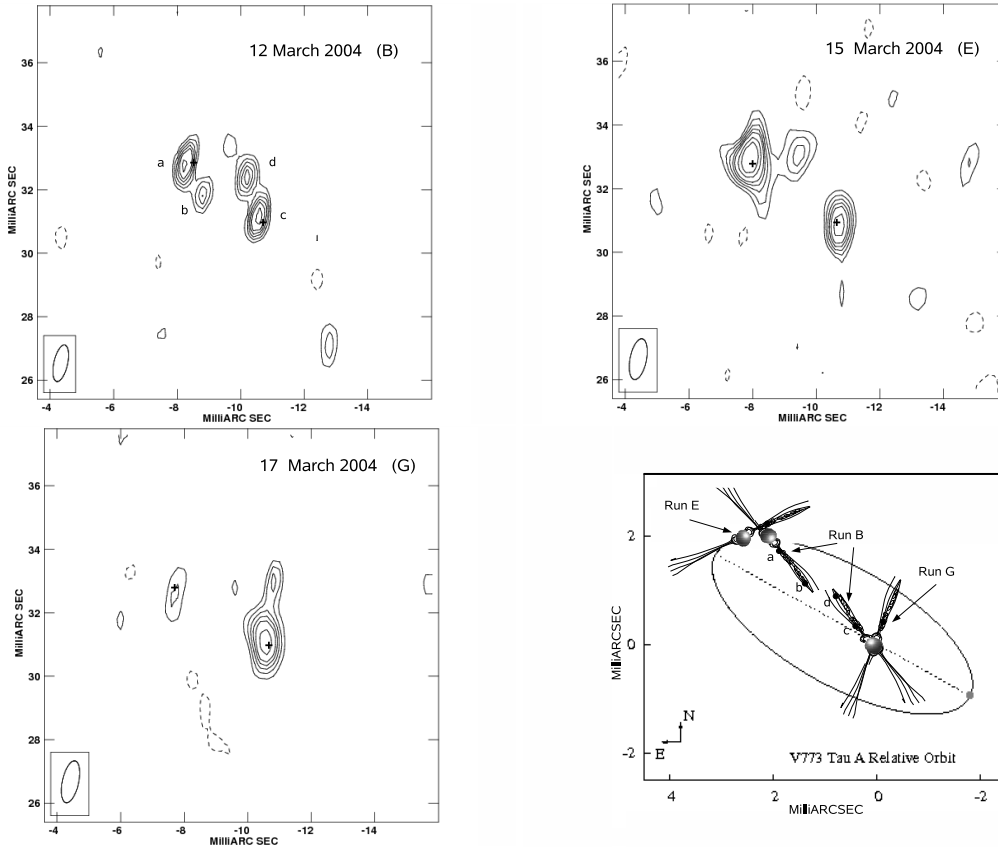 12 March 2004 (B)
36
34
32
30
28
26
MilliARC SEC
a
b
d
c
-4 -6 -8 -10 -12 -14
MilliARC SEC
15 March 2004 (E)
36
34
32
30
28
26
MilliARC SEC
-4 -6 -8 -10 -12 -14
MilliARC SEC
17 March 2004 (G)
36
34
32
30
28
26
MilliARC SEC
-4 -6 -8 -10 -12 -14
MilliARC SEC
Run E
Run B
Run G
a
b
d
c
2
0
-2
MilliARCSEC
N
E
V773 Tau A Relative Orbit
4 2 0 -2
MilliARCSEC